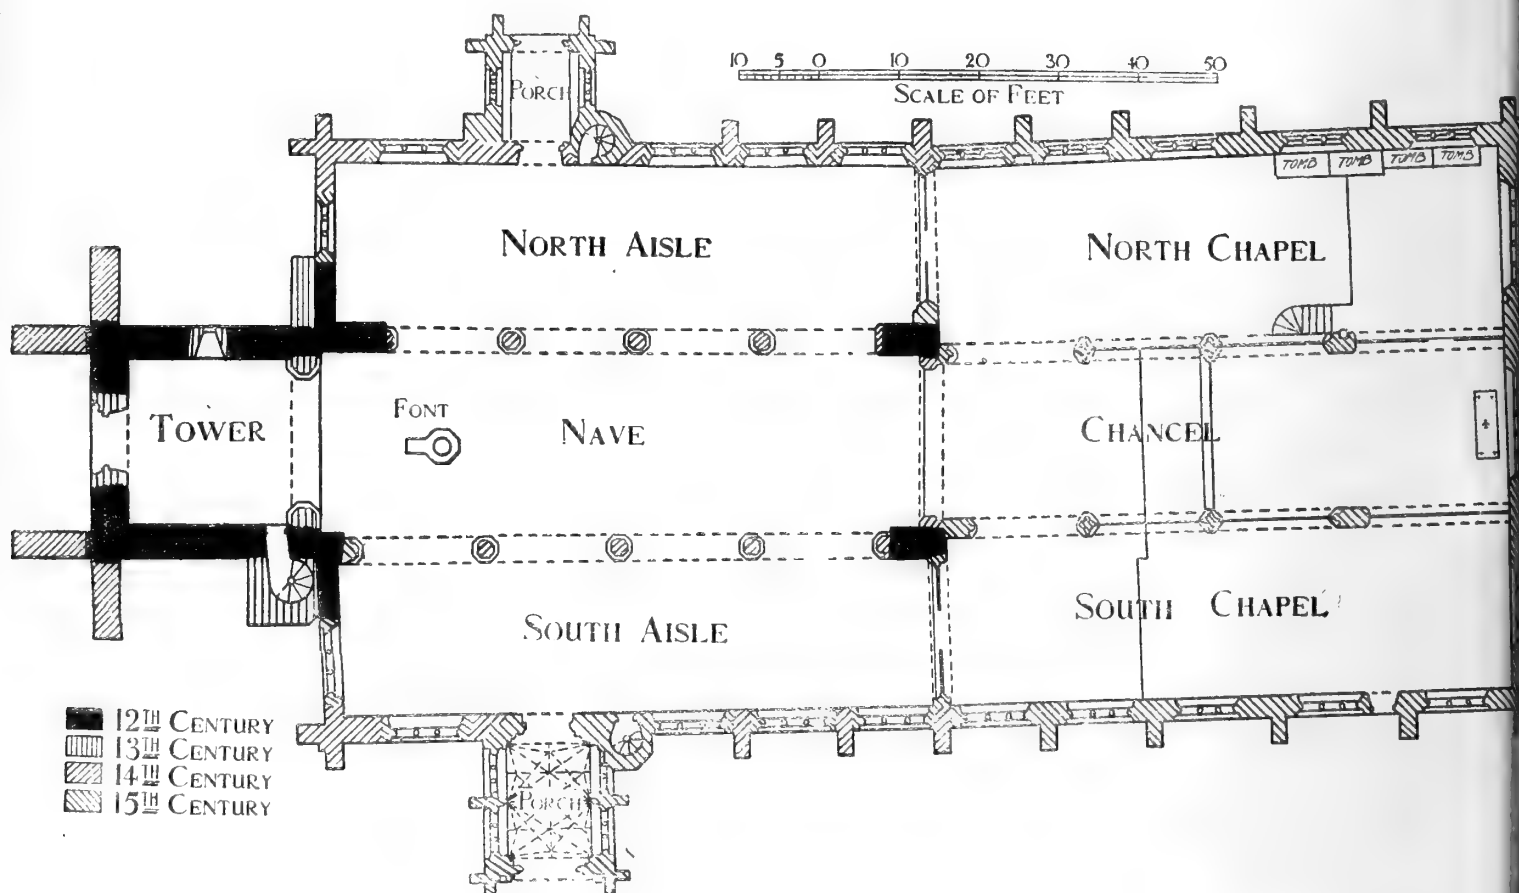 10 5 0 10 20 30 40 50
SCALE OF FEET
PORCH
TOMB TOMB TOMB TOMB
NORTH AISLE
NORTH CHAPEL
FONT
TOWER
NAVE
CHANCEL
SOUTH AISLE
SOUTH CHAPEL
12TH CENTURY
13TH CENTURY
14TH CENTURY
15TH CENTURY
PORCH